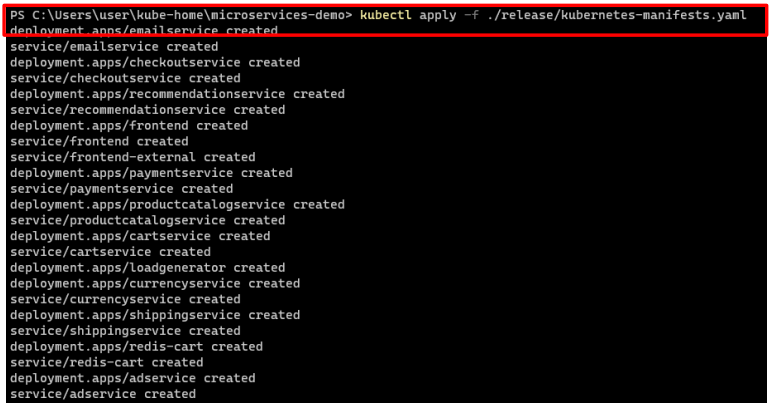 PS C:\Users\user\kube-home\microservices-demo> kubectl apply -f ./release/kubernetes-manifests.yaml
deployment.apps/emailservice created
service/emailservice created
deployment.apps/checkoutservice created
service/checkoutservice created
deployment.apps/recommendationservice created
service/recommendationservice created
deployment.apps/frontend created
service/frontend created
service/frontend-external created
deployment.apps/paymentservice created
service/paymentservice created
deployment.apps/productcatalogservice created
service/productcatalogservice created
deployment.apps/cartservice created
service/cartservice created
deployment.apps/loadgenerator created
deployment.apps/currencyservice created
service/currencyservice created
deployment.apps/shippingservice created
service/shippingservice created
deployment.apps/redis-cart created
service/redis-cart created
deployment.apps/adservice created
service/adservice created